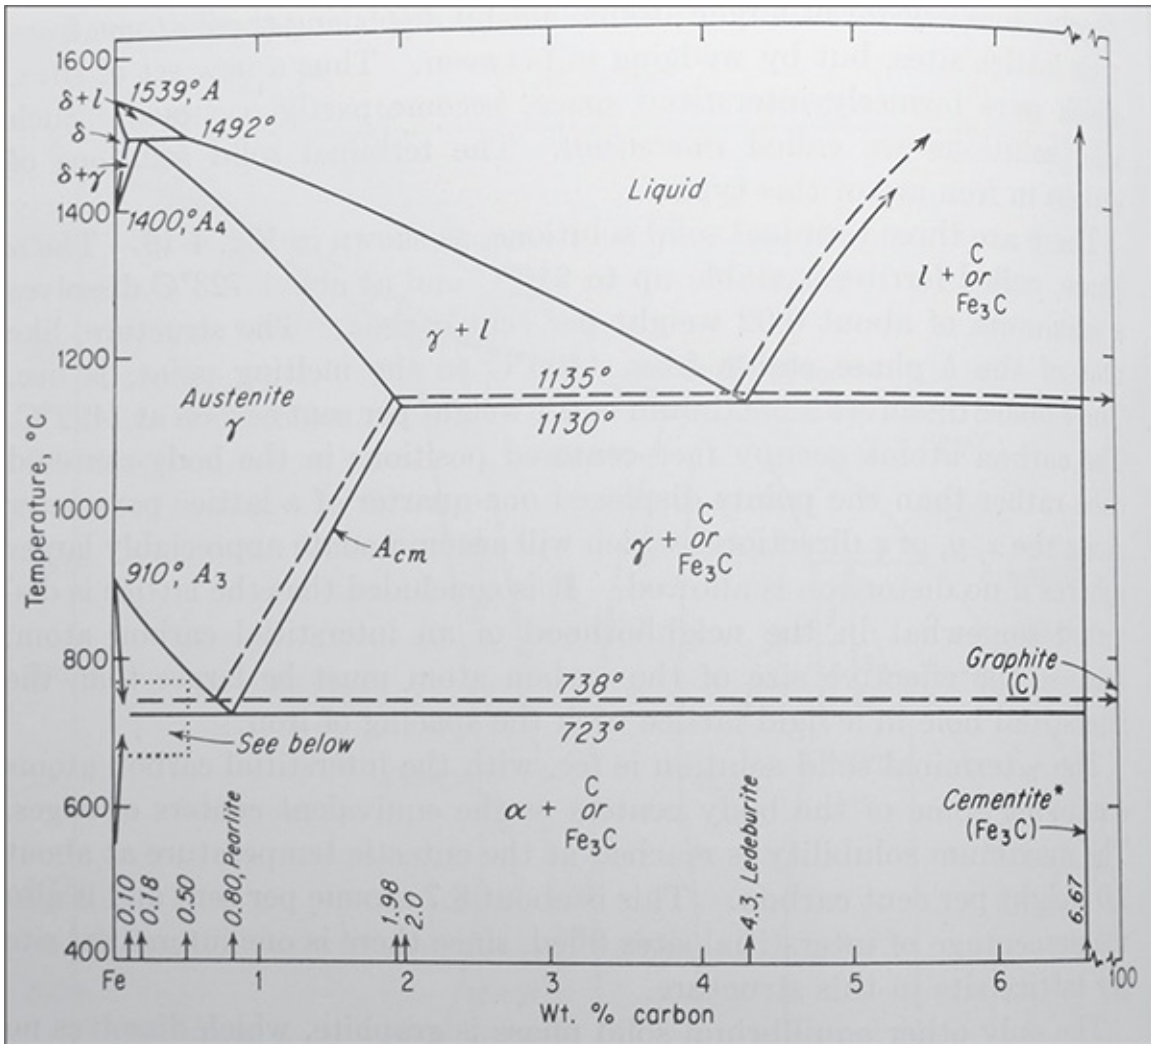 1600
1539,° A
δ+l
1492°
δ
δ+γ
1400
1400,° A4
Liquid
l + C or Fe3C
γ + l
1200
1135°
1130°
Austenite
γ
Temperature, °C
1000
Acm
γ + C or Fe3C
910°, A3
800
Graphite
(C)
738°
723°
See below
600
α + C or Fe3C
Cementite*
(Fe3C)
0.10
0.18
0.50
0.80, Pearlite
1.98
2.0
4.3, Ledeburite
6.67
400
Fe
1
2
3
4
5
6
100
Wt. % carbon